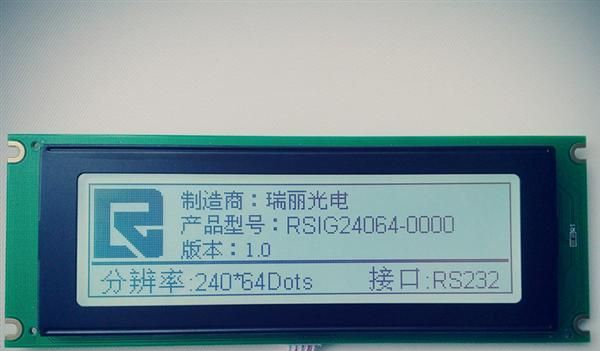 制造商：瑞丽光电
产品型号：RSIG24064-0000
版本：1.0
分辨率:240*64Dots 接口:RS232